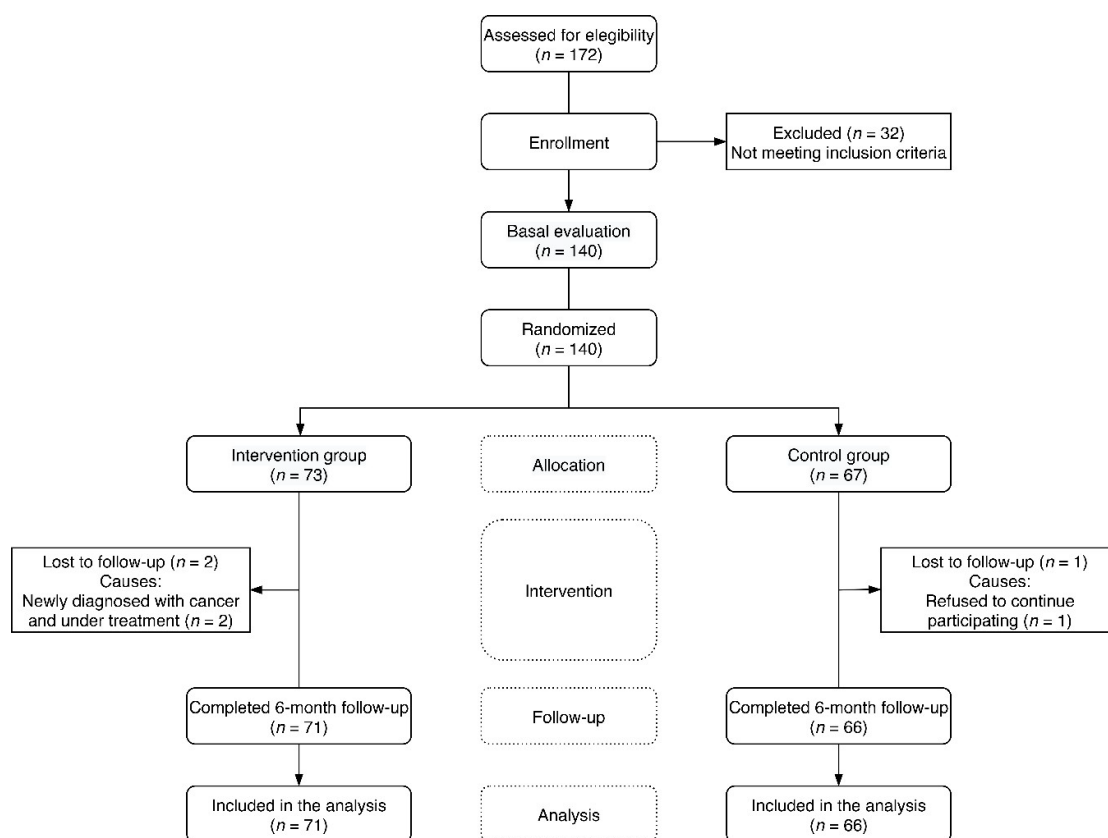 Assessed for elegibility
(n = 172)
Enrollment
Excluded (n = 32)
Not meeting inclusion criteria
Basal evaluation
(n = 140)
Randomized
(n = 140)
Intervention group
(n = 73)
Allocation
Control group
(n = 67)
Lost to follow-up (n = 2)
Causes:
Newly diagnosed with cancer
and under treatment (n = 2)
Intervention
Lost to follow-up (n = 1)
Causes:
Refused to continue
participating (n = 1)
Completed 6-month follow-up
(n = 71)
Follow-up
Completed 6-month follow-up
(n = 66)
Included in the analysis
(n = 71)
Analysis
Included in the analysis
(n = 66)